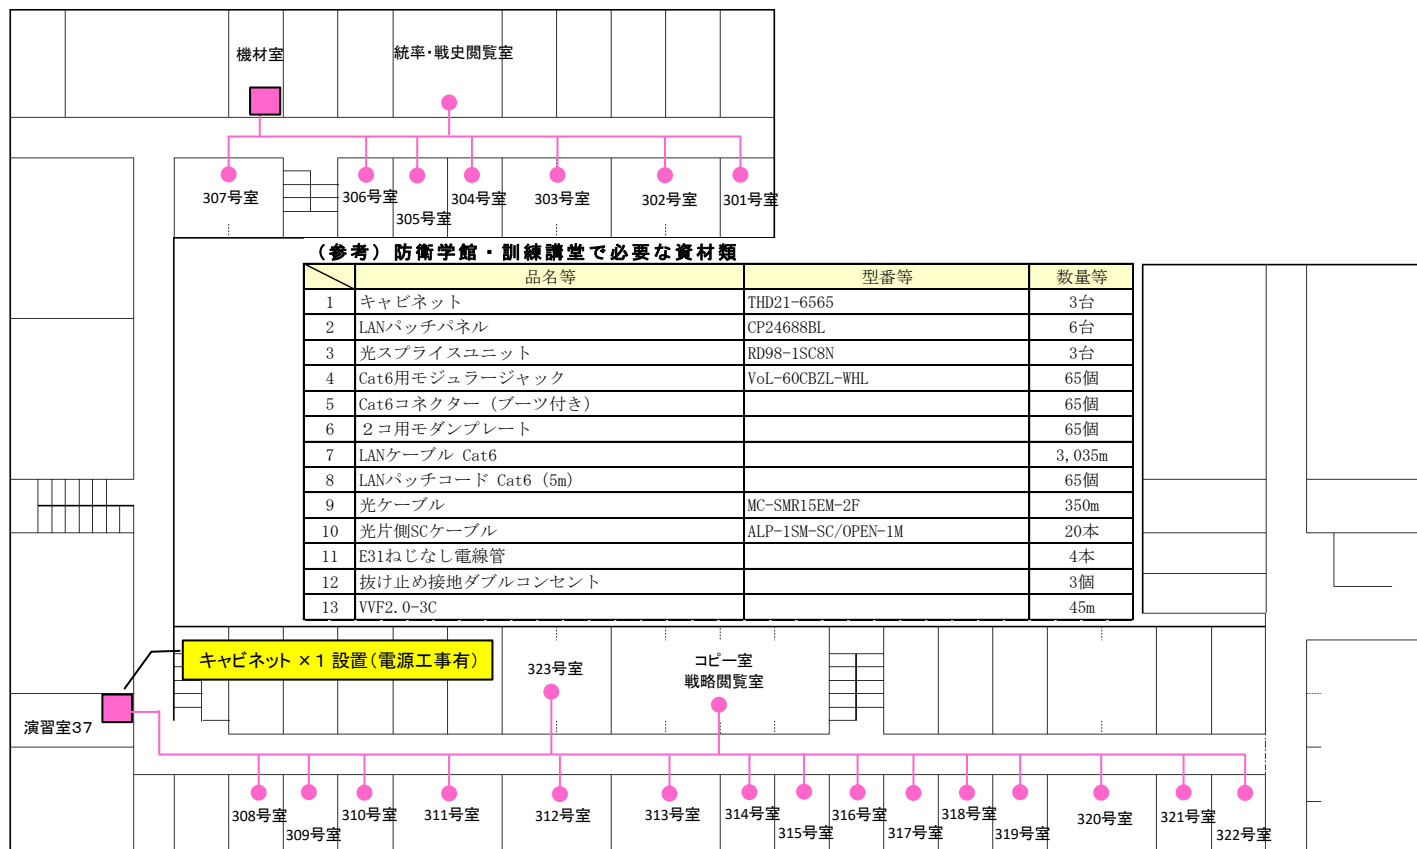 機材室
統率・戦史閲覧室
307号室
306号室
305号室
304号室
303号室
302号室
301号室
(参考) 防衛学館・訓練講堂で必要な資材類
品名等 型番等 数量等
1 キャビネット THD21-6565 3台
2 LANパッチパネル CP24688BL 6台
3 光スプライスユニット RD98-1SC8N 3台
4 Cat6用モジュラージャック VoL-60CBZL-WHL 65個
5 Cat6コネクター（ブーツ付き） 65個
6 ２コ用モダンプレート 65個
7 LANケーブル Cat6 3,035m
8 LANパッチコード Cat6 (5m) 65個
9 光ケーブル MC-SMR15EM-2F 350m
10 光片側SCケーブル ALP-1SM-SC/OPEN-1M 20本
11 E31ねじなし電線管 4本
12 抜け止め接地ダブルコンセント 3個
13 VVF2.0-3C 45m
キャビネット ×１ 設置(電源工事有)
323号室
コピー室
戦略閲覧室
演習室３７
308号室
309号室
310号室
311号室
312号室
313号室
314号室
315号室
316号室
317号室
318号室
319号室
320号室
321号室
322号室